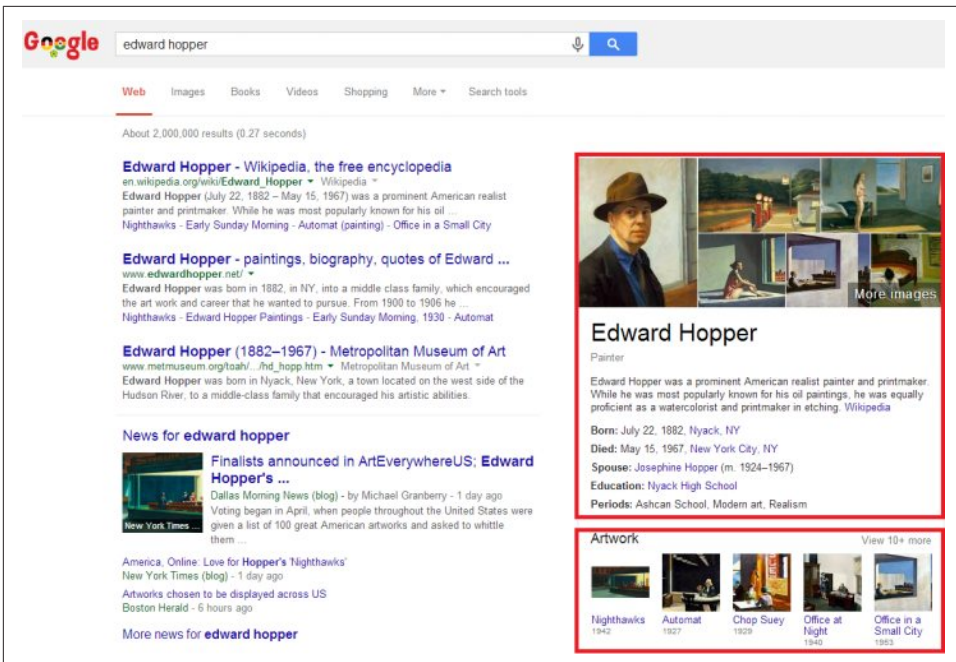 Google
edward hopper
Web Images Books Videos Shopping More Search tools
About 2,000,000 results (0.27 seconds)
Edward Hopper - Wikipedia, the free encyclopedia
en.wikipedia.org/wiki/Edward_Hopper Wikipedia
Edward Hopper (July 22, 1882 – May 15, 1967) was a prominent American realist
painter and printmaker. While he was most popularly known for his oil ...
Nighthawks - Early Sunday Morning - Automat (painting) - Office in a Small City
Edward Hopper - paintings, biography, quotes of Edward ...
www.edwardhopper.net/
Edward Hopper was born in 1882, in NY, into a middle class family, which encouraged
the art work and career that he wanted to pursue. From 1900 to 1906 he ...
Nighthawks - Edward Hopper Paintings - Early Sunday Morning, 1930 - Automat
Edward Hopper (1882–1967) - Metropolitan Museum of Art
www.metmuseum.org/toah/.../hd_hopp.htm Metropolitan Museum of Art
Edward Hopper was born in Nyack, New York, a town located on the west side of the
Hudson River, to a middle-class family that encouraged his artistic abilities.
News for edward hopper
Finalists announced in ArtEverywhereUS; Edward
Hopper's ...
Dallas Morning News (blog) - by Michael Granberry - 1 day ago
Voting began in April, when people throughout the United States were
given a list of 100 great American artworks and asked to whittle
them ...
New York Times ...
America, Online: Love for Hopper's 'Nighthawks'
New York Times (blog) - 1 day ago
Artworks chosen to be displayed across US
Boston Herald - 6 hours ago
More news for edward hopper
More images
Edward Hopper
Painter
Edward Hopper was a prominent American realist painter and printmaker.
While he was most popularly known for his oil paintings, he was equally
proficient as a watercolorist and printmaker in etching. Wikipedia
Born: July 22, 1882, Nyack, NY
Died: May 15, 1967, New York City, NY
Spouse: Josephine Hopper (m. 1924–1967)
Education: Nyack High School
Periods: Ashcan School, Modern art, Realism
Artwork View 10+ more
Nighthawks Automat Chop Suey Office at Office in a
1942 1927 1929 Night Small City
1940 1953